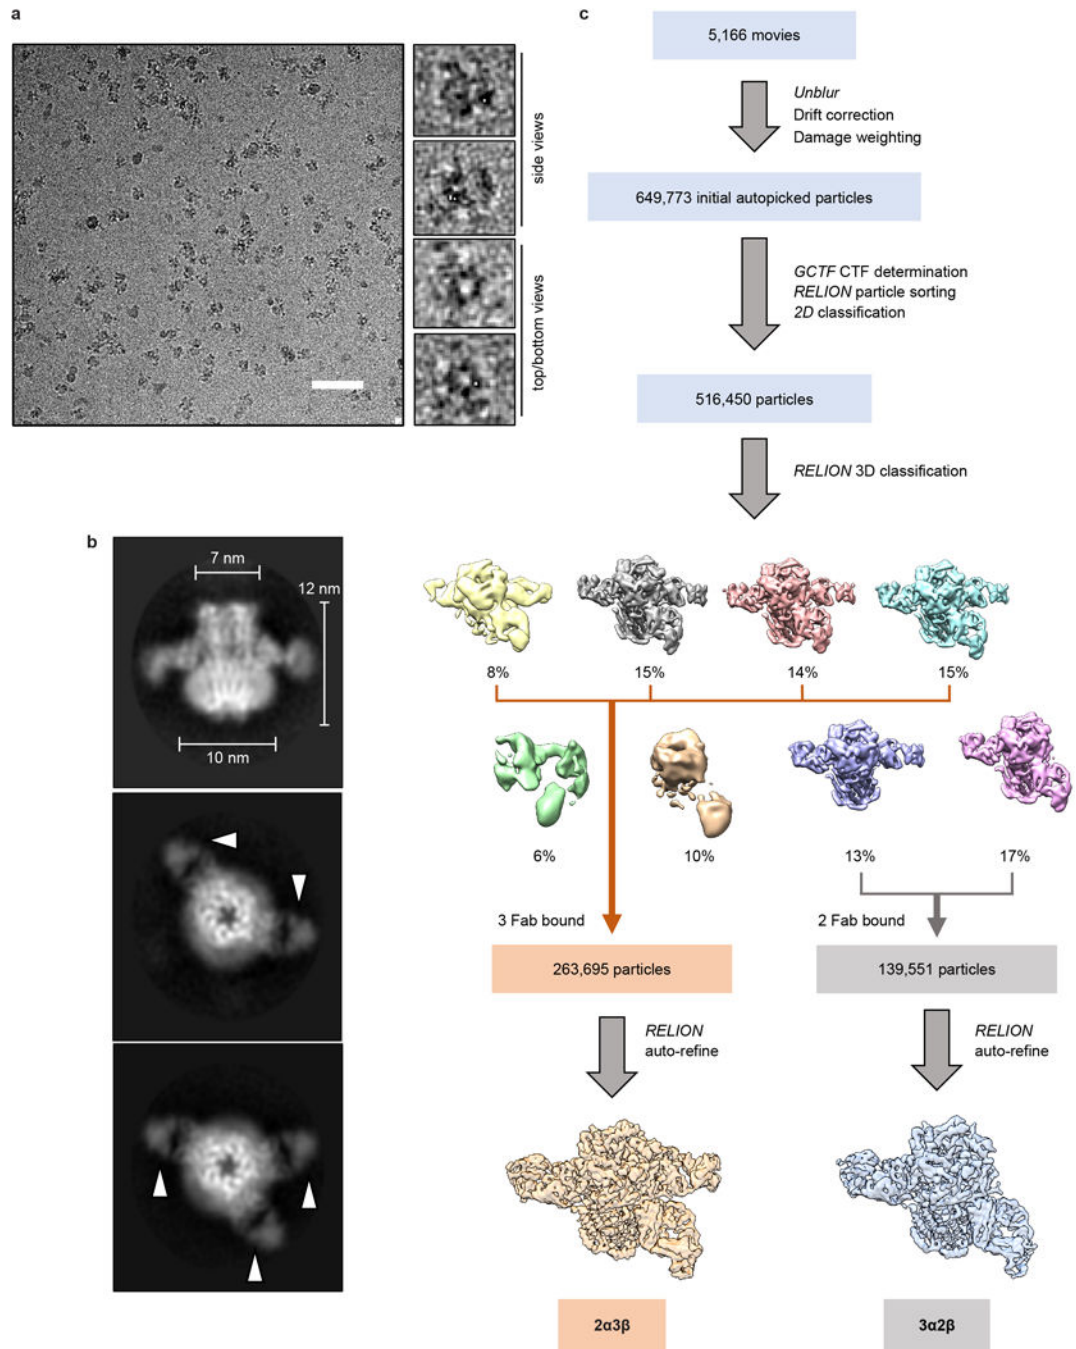 a
side views
top/bottom views
b
7 nm
12 nm
10 nm
c
5,166 movies
Unblur
Drift correction
Damage weighting
649,773 initial autopicked particles
GCTF CTF determination
RELION particle sorting
2D classification
516,450 particles
RELION 3D classification
8%
15%
14%
15%
6%
10%
13%
17%
3 Fab bound
2 Fab bound
263,695 particles
139,551 particles
RELION
auto-refine
RELION
auto-refine
2α3β
3α2β